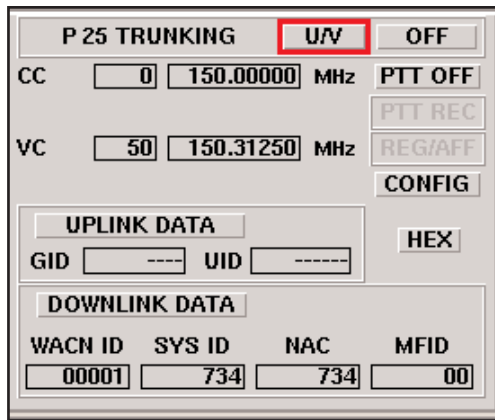 P 25 TRUNKING U/V OFF
CC 0 150.00000 MHz PTT OFF
PTT REC
VC 50 150.31250 MHz REG/AFF
CONFIG
UPLINK DATA
HEX
GID ---- UID ------
DOWNLINK DATA
WACN ID SYS ID NAC MFID
00001 734 734 00